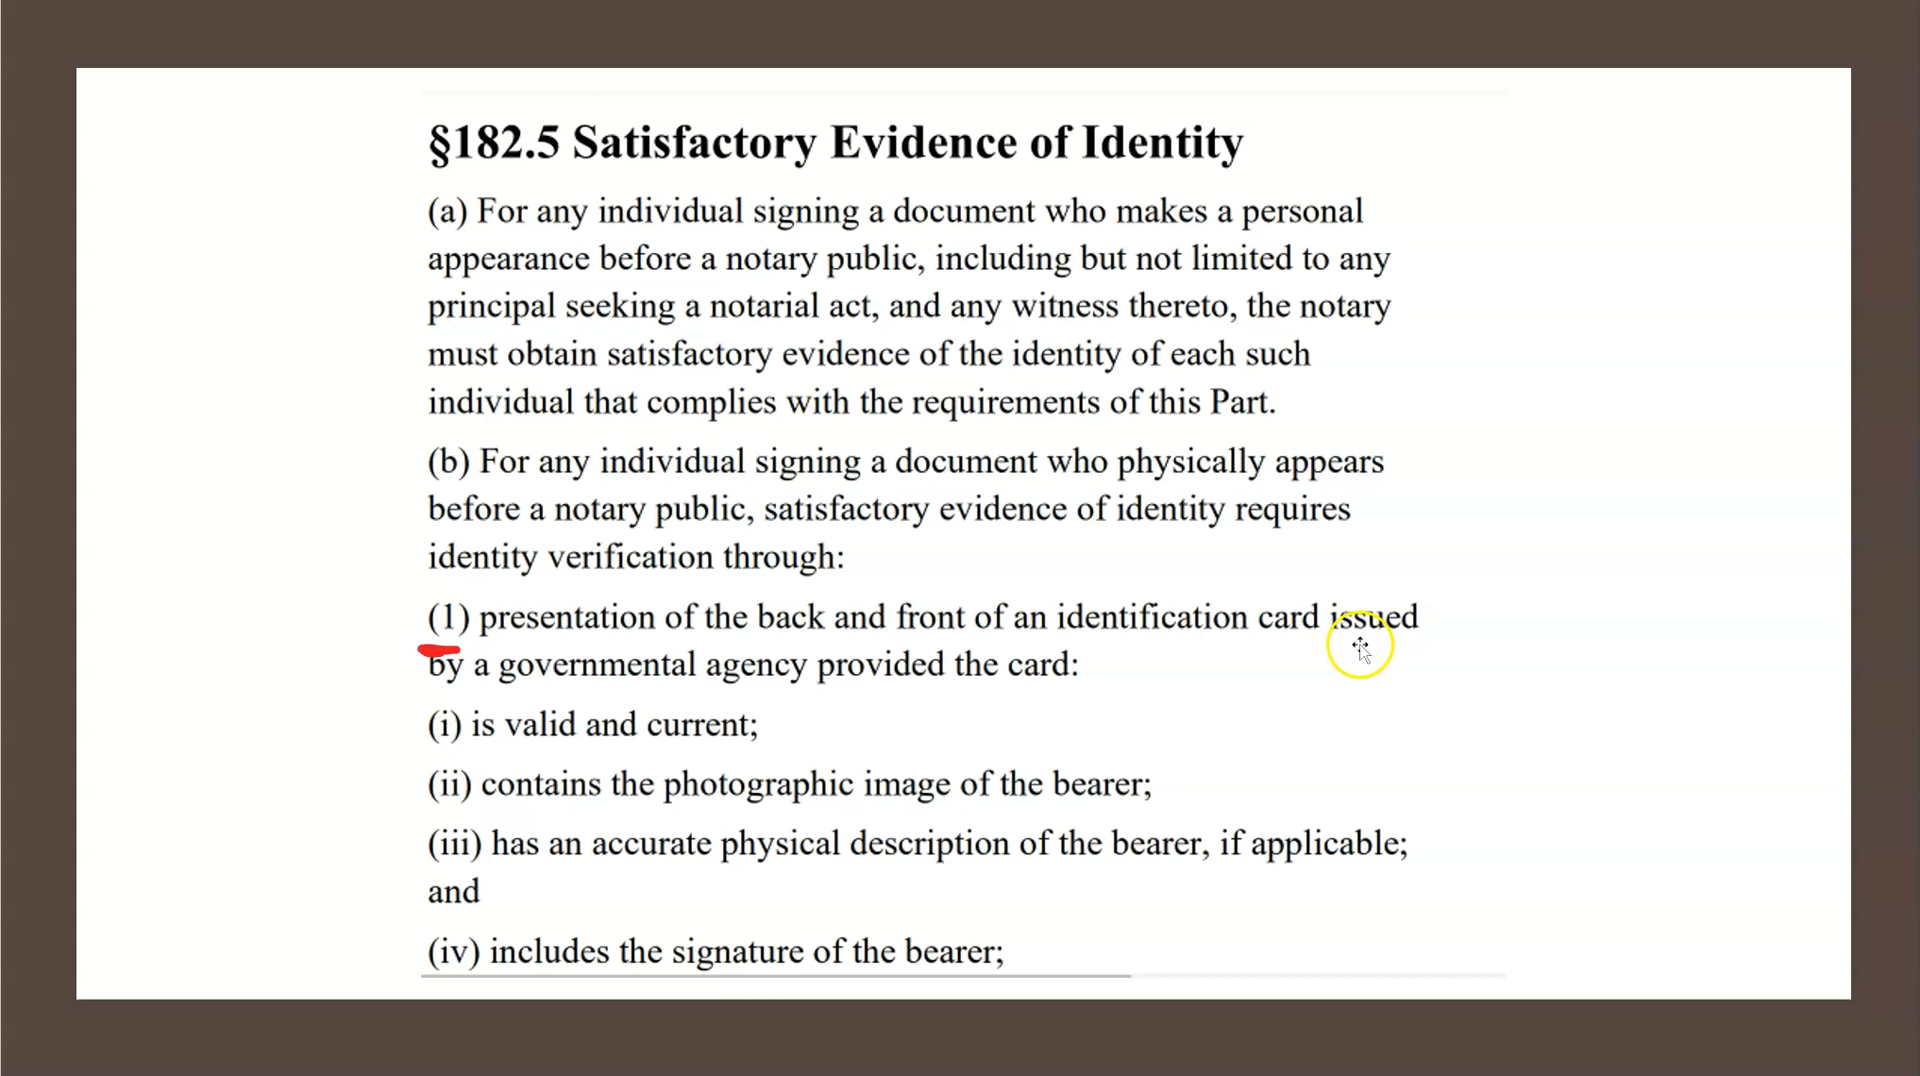 §182.5 Satisfactory Evidence of Identity
(a) For any individual signing a document who makes a personal
appearance before a notary public, including but not limited to any
principal seeking a notarial act, and any witness thereto, the notary
must obtain satisfactory evidence of the identity of each such
individual that complies with the requirements of this Part.
(b) For any individual signing a document who physically appears
before a notary public, satisfactory evidence of identity requires
identity verification through:
(1) presentation of the back and front of an identification card issued
by a governmental agency provided the card:
(i) is valid and current;
(ii) contains the photographic image of the bearer;
(iii) has an accurate physical description of the bearer, if applicable;
and
(iv) includes the signature of the bearer;